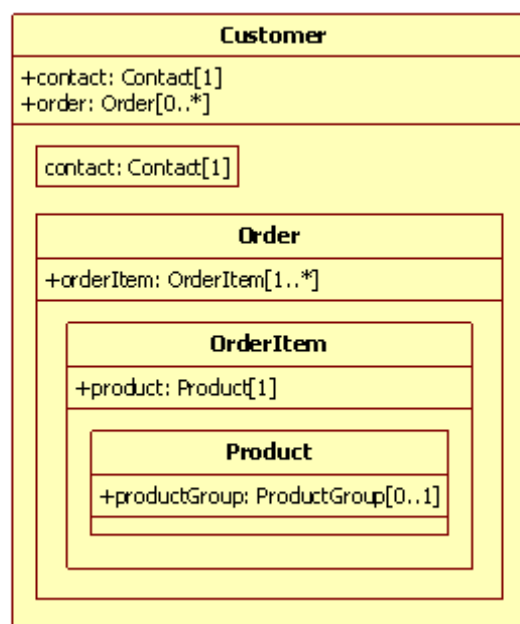 Customer
+contact: Contact[1]
+order: Order[0..*]
contact: Contact[1]
Order
+orderItem: OrderItem[1..*]
OrderItem
+product: Product[1]
Product
+productGroup: ProductGroup[0..1]